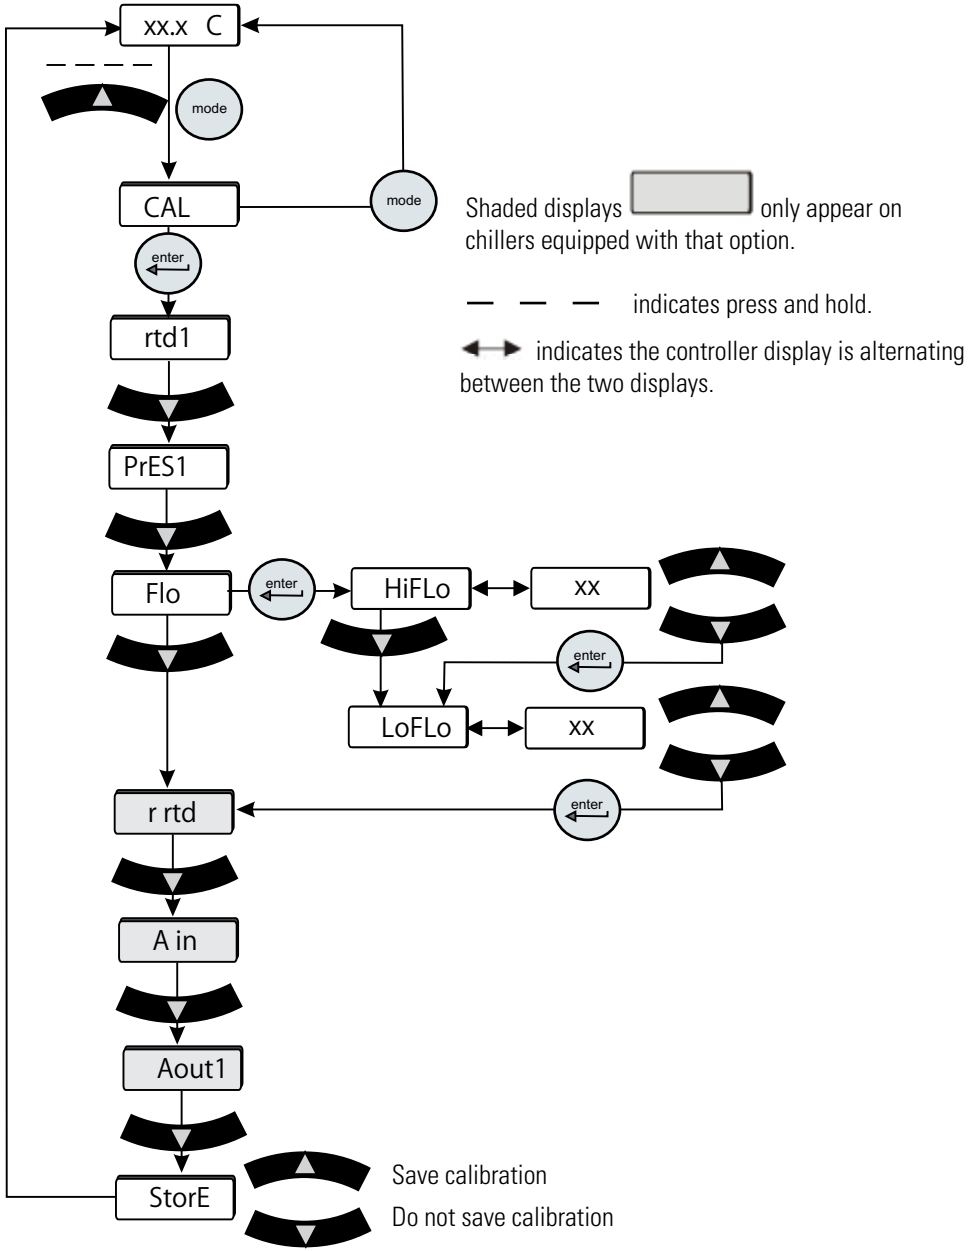 xx.x C
mode
CAL
mode
Shaded displays only appear on
chillers equipped with that option.
enter
indicates press and hold.
rtd1
indicates the controller display is alternating
between the two displays.
PrES1
Flo
enter
HiFLo
xx
enter
LoFLo
xx
r rtd
enter
A in
Aout1
StorE
Save calibration
Do not save calibration